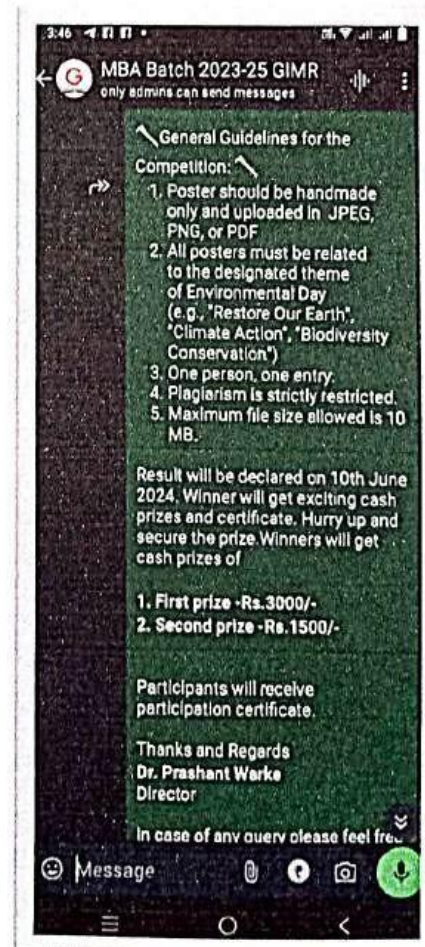 3:46
MBA Batch 2023-25 GIMR
only admins can send messages
General Guidelines for the
Competition:
1. Poster should be handmade
only and uploaded in JPEG,
PNG, or PDF
2. All posters must be related
to the designated theme
of Environmental Day
(e.g., "Restore Our Earth",
"Climate Action", "Biodiversity
Conservation")
3. One person, one entry.
4. Plagiarism is strictly restricted.
5. Maximum file size allowed is 10
MB.
Result will be declared on 10th June
2024. Winner will get exciting cash
prizes and certificate. Hurry up and
secure the prize.Winners will get
cash prizes of
1. First prize -Rs.3000/-
2. Second prize -Rs.1500/-
Participants will receive
participation certificate.
Thanks and Regards
Dr. Prashant Warke
Director
In case of any query please feel free
Message